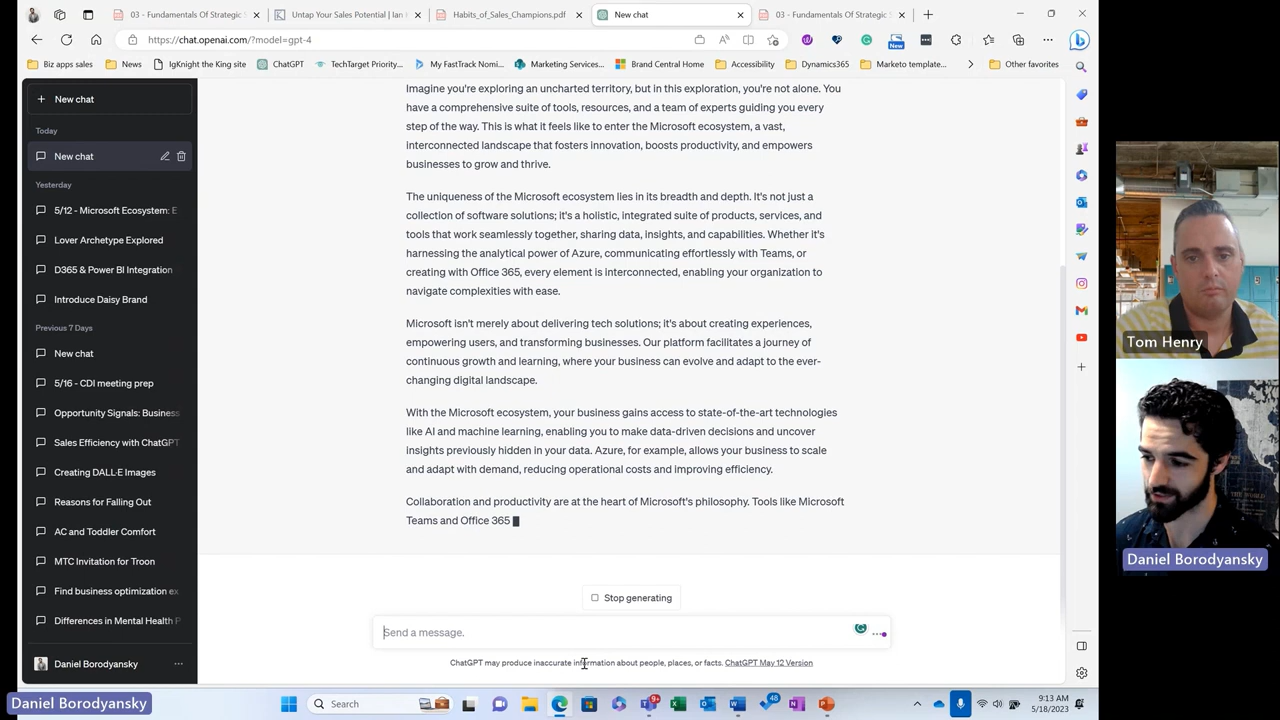 03 - Fundamentals Of Strategic
Untap Your Sales Potential | Ian K
Habits_of_Sales_Champions.pdf
New chat
03 - Fundamentals Of Strategic
https://chat.openai.com/?model=gpt-4
New
Biz apps sales
News
IgKnight the King site
ChatGPT
TechTarget Priority...
My FastTrack Nomi...
Marketing Services...
Brand Central Home
Accessibility
Dynamics365
Marketo template...
Other favorites
New chat
Today
New chat
Yesterday
5/12 - Microsoft Ecosystem: E
Lover Archetype Explored
D365 & Power BI Integration
Introduce Daisy Brand
Previous 7 Days
New chat
5/16 - CDI meeting prep
Opportunity Signals: Business
Sales Efficiency with ChatGPT
Creating DALL·E Images
Reasons for Falling Out
AC and Toddler Comfort
MTC Invitation for Troon
Find business optimization ex
Differences in Mental Health P
Daniel Borodyansky
Imagine you're exploring an uncharted territory, but in this exploration, you're not alone. You
have a comprehensive suite of tools, resources, and a team of experts guiding you every
step of the way. This is what it feels like to enter the Microsoft ecosystem, a vast,
interconnected landscape that fosters innovation, boosts productivity, and empowers
businesses to grow and thrive.
The uniqueness of the Microsoft ecosystem lies in its breadth and depth. It's not just a
collection of software solutions; it's a holistic, integrated suite of products, services, and
tools that work seamlessly together, sharing data, insights, and capabilities. Whether it's
harnessing the analytical power of Azure, communicating effortlessly with Teams, or
creating with Office 365, every element is interconnected, enabling your organization to
navigate complexities with ease.
Microsoft isn't merely about delivering tech solutions; it's about creating experiences,
empowering users, and transforming businesses. Our platform facilitates a journey of
continuous growth and learning, where your business can evolve and adapt to the ever-
changing digital landscape.
With the Microsoft ecosystem, your business gains access to state-of-the-art technologies
like AI and machine learning, enabling you to make data-driven decisions and uncover
insights previously hidden in your data. Azure, for example, allows your business to scale
and adapt with demand, reducing operational costs and improving efficiency.
Collaboration and productivity are at the heart of Microsoft's philosophy. Tools like Microsoft
Teams and Office 365
Stop generating
Send a message.
ChatGPT may produce inaccurate information about people, places, or facts. ChatGPT May 12 Version
Tom Henry
Daniel Borodyansky
Daniel Borodyansky
Search
9+
48
9:13 AM
5/18/2023